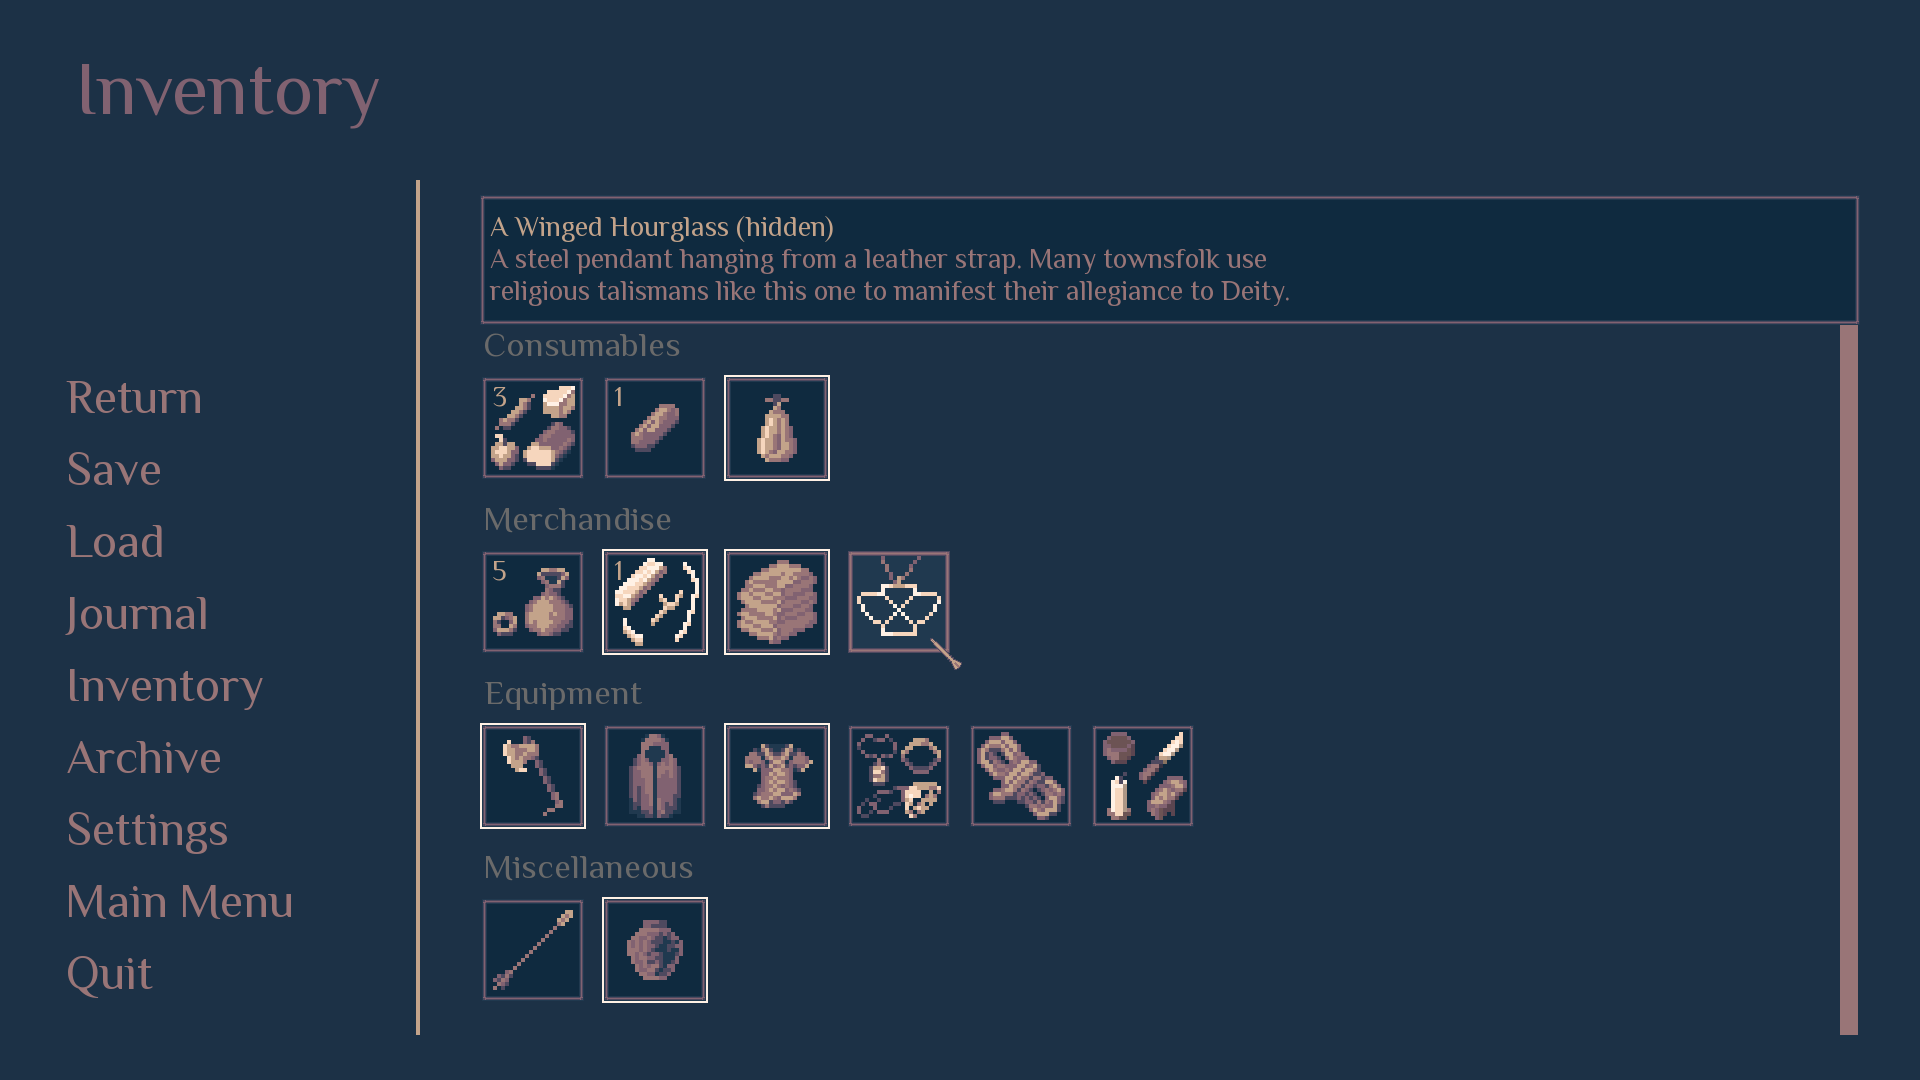 Inventory
A Winged Hourglass (hidden)
A steel pendant hanging from a leather strap. Many townsfolk use
religious talismans like this one to manifest their allegiance to Deity.
Return
Save
Load
Journal
Inventory
Archive
Settings
Main Menu
Quit
Consumables
3
1
Merchandise
5
1
Equipment
Miscellaneous